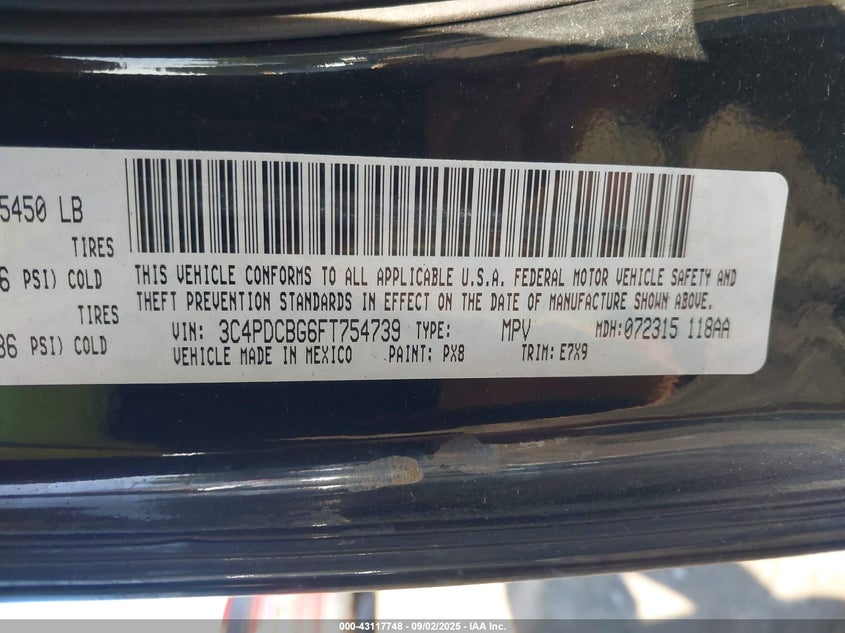 5450 LB
TIRES
6 PSI) COLD
TIRES
36 PSI) COLD
THIS VEHICLE CONFORMS TO ALL APPLICABLE U.S.A. FEDERAL MOTOR VEHICLE SAFETY AND
THEFT PREVENTION STANDARDS IN EFFECT ON THE DATE OF MANUFACTURE SHOWN ABOVE.
VIN: 3C4PDCBG6FT754739 TYPE: MPV MDH:072315 118AA
VEHICLE MADE IN MEXICO PAINT: PX8 TRIM: E7X9
000-43117748 - 09/02/2025 - IAA Inc.